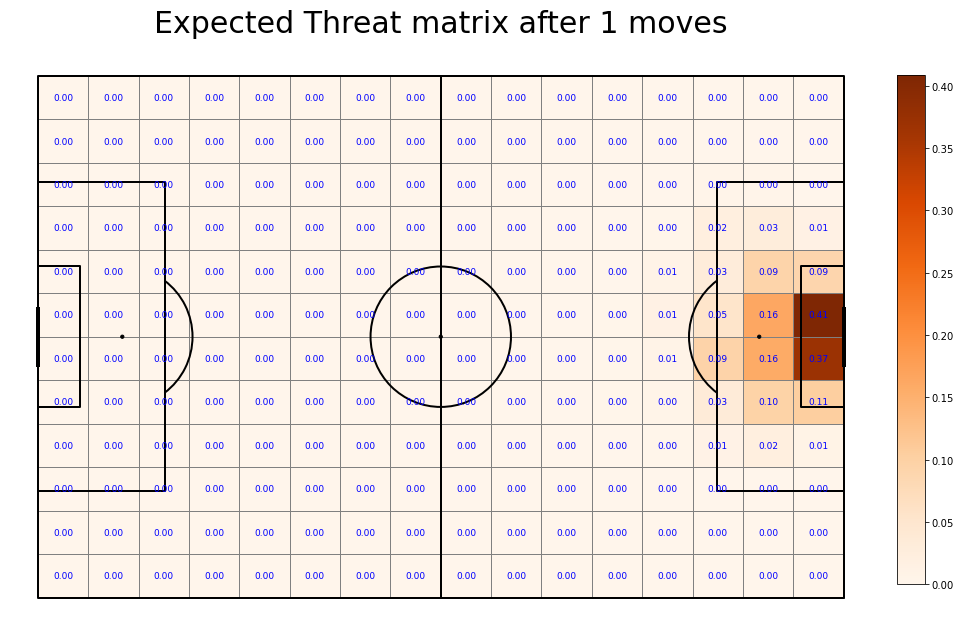 Expected Threat matrix after 1 moves
0.00 0.00 0.00 0.00 0.00 0.00 0.00 0.00 0.00 0.00 0.00 0.00 0.00 0.00 0.00 0.00
0.00 0.00 0.00 0.00 0.00 0.00 0.00 0.00 0.00 0.00 0.00 0.00 0.00 0.00 0.00 0.00
0.00 0.00 0.00 0.00 0.00 0.00 0.00 0.00 0.00 0.00 0.00 0.00 0.00 0.00 0.00 0.00
0.00 0.00 0.00 0.00 0.00 0.00 0.00 0.00 0.00 0.00 0.00 0.00 0.00 0.02 0.03 0.01
0.00 0.00 0.00 0.00 0.00 0.00 0.00 0.00 0.00 0.00 0.00 0.00 0.01 0.03 0.09 0.09
0.00 0.00 0.00 0.00 0.00 0.00 0.00 0.00 0.00 0.00 0.00 0.00 0.01 0.05 0.16 0.41
0.00 0.00 0.00 0.00 0.00 0.00 0.00 0.00 0.00 0.00 0.00 0.00 0.01 0.09 0.16 0.37
0.00 0.00 0.00 0.00 0.00 0.00 0.00 0.00 0.00 0.00 0.00 0.00 0.00 0.03 0.10 0.11
0.00 0.00 0.00 0.00 0.00 0.00 0.00 0.00 0.00 0.00 0.00 0.00 0.00 0.01 0.02 0.01
0.00 0.00 0.00 0.00 0.00 0.00 0.00 0.00 0.00 0.00 0.00 0.00 0.00 0.00 0.00 0.00
0.00 0.00 0.00 0.00 0.00 0.00 0.00 0.00 0.00 0.00 0.00 0.00 0.00 0.00 0.00 0.00
0.00 0.00 0.00 0.00 0.00 0.00 0.00 0.00 0.00 0.00 0.00 0.00 0.00 0.00 0.00 0.00
0.40
0.35
0.30
0.25
0.20
0.15
0.10
0.05
0.00